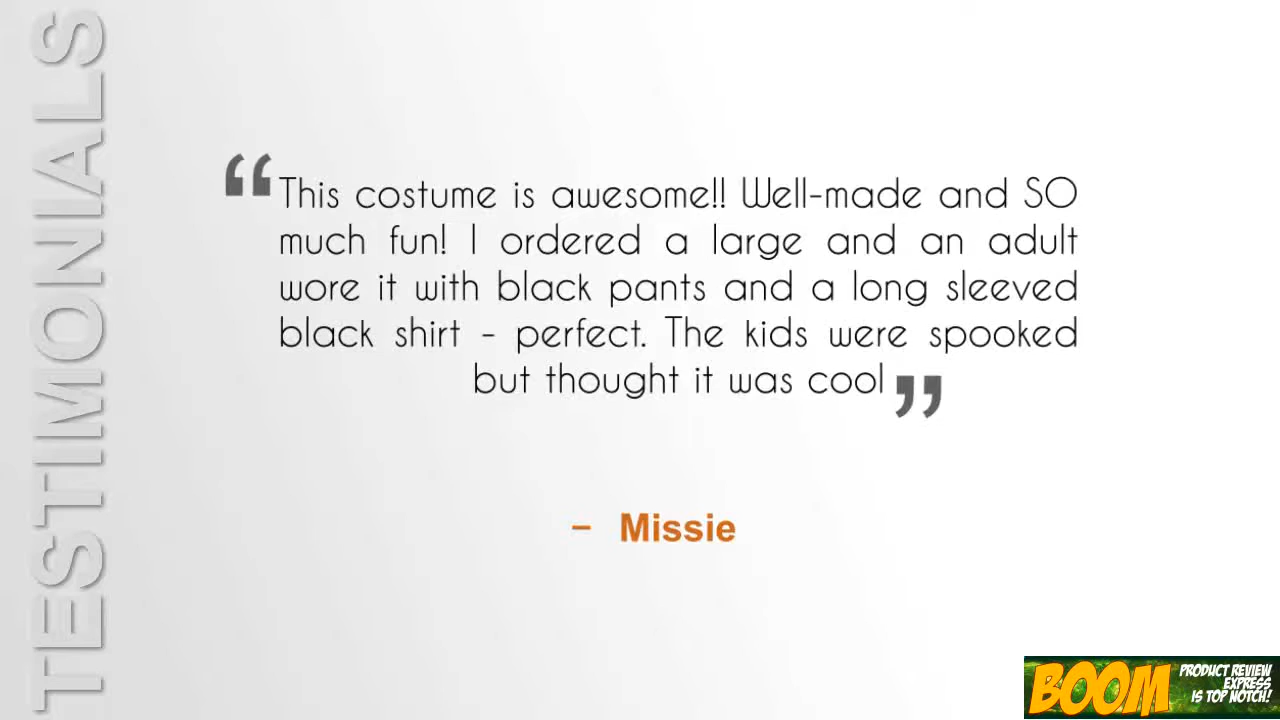 TESTIMONIALS
“This costume is awesome!! Well-made and SO
much fun! I ordered a large and an adult
wore it with black pants and a long sleeved
black shirt - perfect. The kids were spooked
but thought it was cool”
– Missie
BOOM
PRODUCT REVIEW
EXPRESS
IS TOP NOTCH!